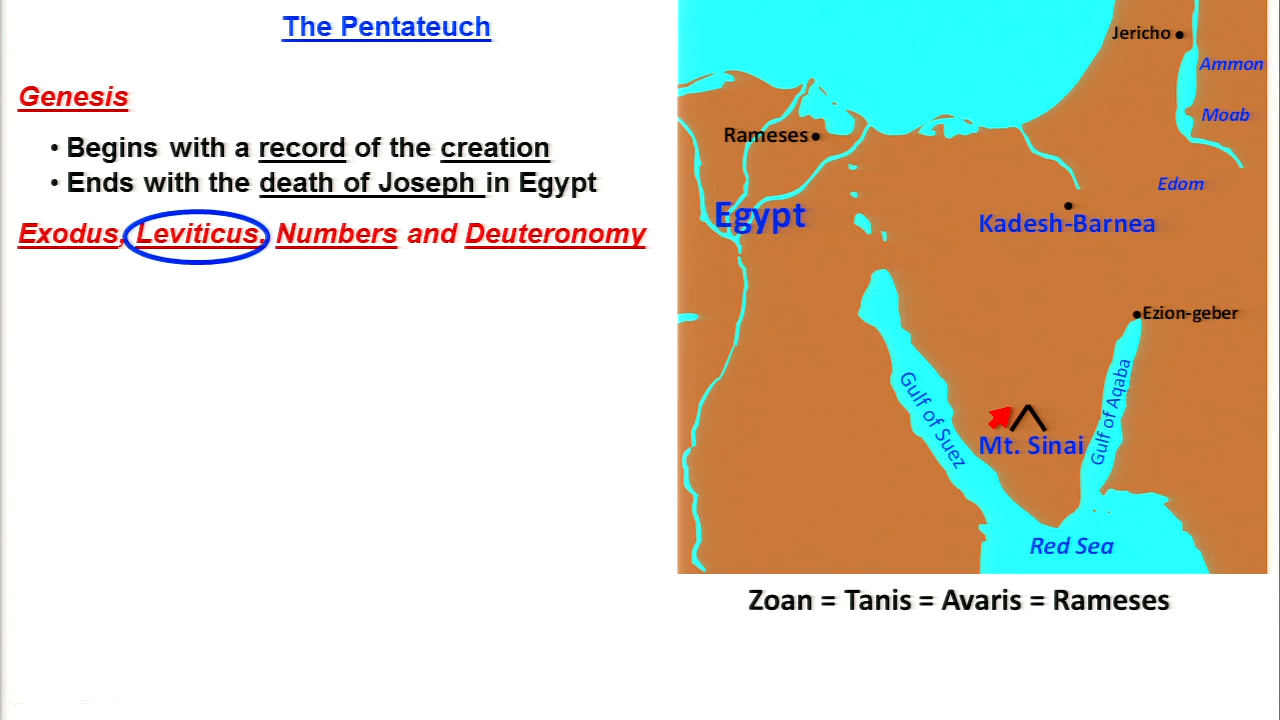 The Pentateuch
Genesis
• Begins with a record of the creation
• Ends with the death of Joseph in Egypt
Exodus, Leviticus, Numbers and Deuteronomy
Jericho
Ammon
Moab
Rameses
Edom
Egypt
Kadesh-Barnea
Ezion-geber
Gulf of Suez
Gulf of Aqaba
Mt. Sinai
Red Sea
Zoan = Tanis = Avaris = Rameses